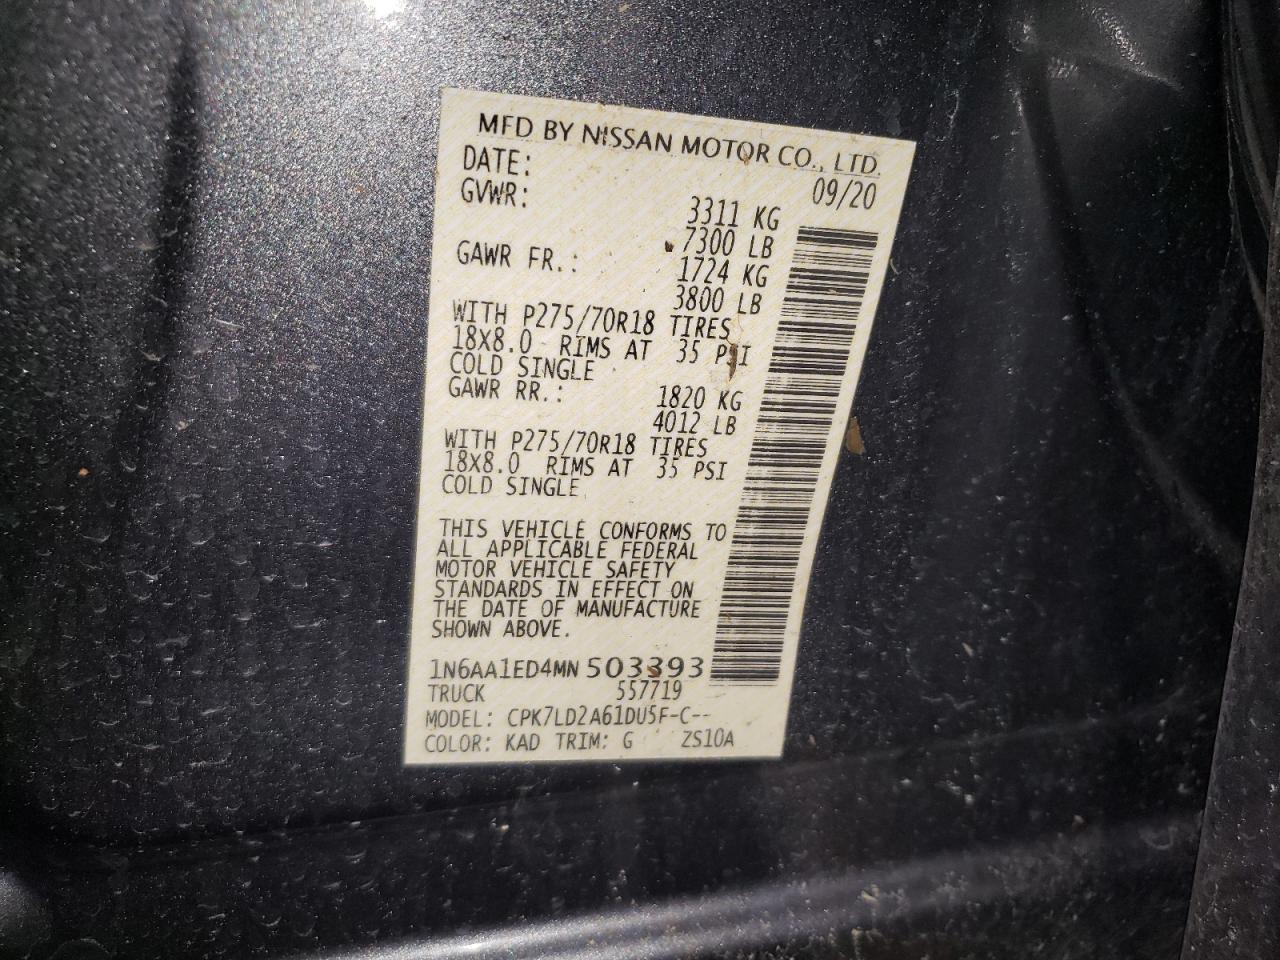 MFD BY NISSAN MOTOR CO., LTD.
DATE: 09/20
GVWR: 3311 KG
7300 LB
GAWR FR.: 1724 KG
3800 LB
WITH P275/70R18 TIRES
18X8.0 RIMS AT 35 PSI
COLD SINGLE
GAWR RR.: 1820 KG
4012 LB
WITH P275/70R18 TIRES
18X8.0 RIMS AT 35 PSI
COLD SINGLE
THIS VEHICLE CONFORMS TO
ALL APPLICABLE FEDERAL
MOTOR VEHICLE SAFETY
STANDARDS IN EFFECT ON
THE DATE OF MANUFACTURE
SHOWN ABOVE.
1N6AA1ED4MN503393
TRUCK 557719
MODEL: CPK7LD2A61DU5F-C--
COLOR: KAD TRIM: G ZS10A